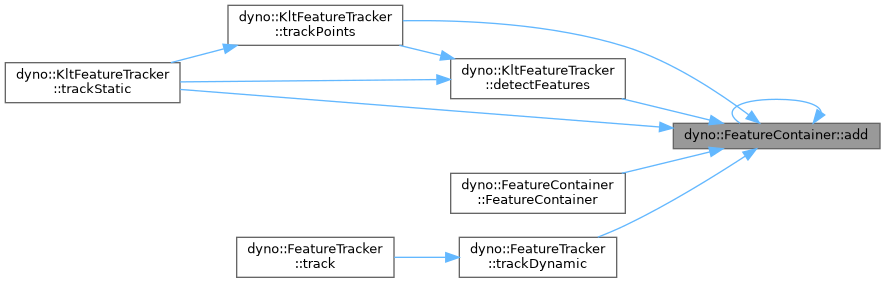 dyno::KltFeatureTracker
::trackPoints
dyno::KltFeatureTracker
::trackStatic
dyno::KltFeatureTracker
::detectFeatures
dyno::FeatureContainer::add
dyno::FeatureContainer
::FeatureContainer
dyno::FeatureTracker
::track
dyno::FeatureTracker
::trackDynamic